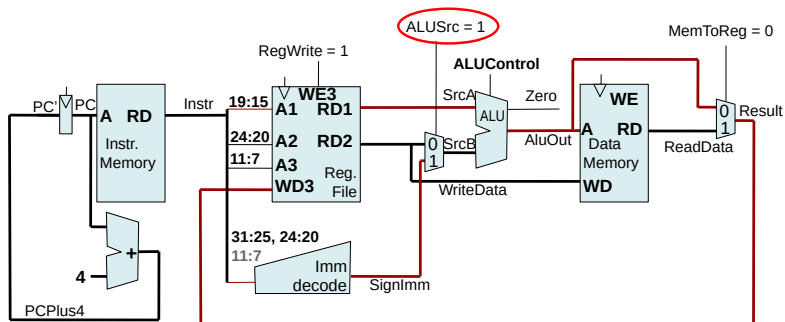 ALUSrc = 1
MemToReg = 0
RegWrite = 1
ALUControl
PC'
PC
A RD
Instr.
Memory
Instr
19:15
24:20
11:7
WE3
A1 RD1
A2 RD2
A3
WD3
Reg.
File
SrcA
0
1
SrcB
ALU
Zero
AluOut
WE
A RD
Data
Memory
WD
WriteData
ReadData
0
1
Result
+
4
PCPlus4
31:25, 24:20
11:7
Imm
decode
SignImm